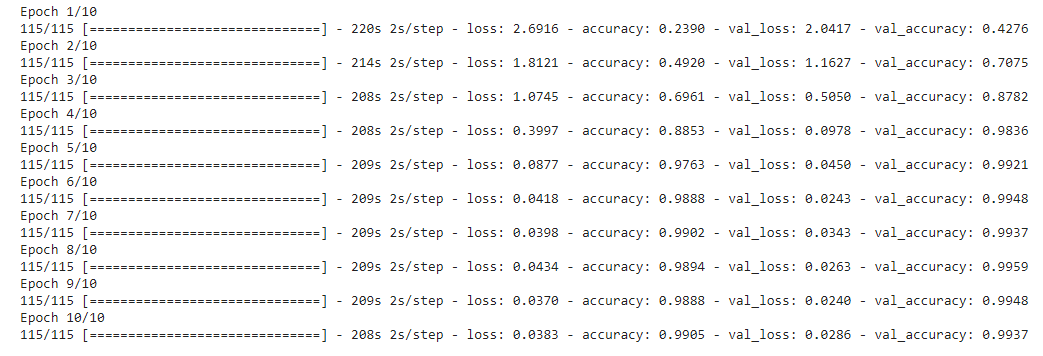 Epoch 1/10
115/115 [==============================] - 220s 2s/step - loss: 2.6916 - accuracy: 0.2390 - val_loss: 2.0417 - val_accuracy: 0.4276
Epoch 2/10
115/115 [==============================] - 214s 2s/step - loss: 1.8121 - accuracy: 0.4920 - val_loss: 1.1627 - val_accuracy: 0.7075
Epoch 3/10
115/115 [==============================] - 208s 2s/step - loss: 1.0745 - accuracy: 0.6961 - val_loss: 0.5050 - val_accuracy: 0.8782
Epoch 4/10
115/115 [==============================] - 208s 2s/step - loss: 0.3997 - accuracy: 0.8853 - val_loss: 0.0978 - val_accuracy: 0.9836
Epoch 5/10
115/115 [==============================] - 209s 2s/step - loss: 0.0877 - accuracy: 0.9763 - val_loss: 0.0450 - val_accuracy: 0.9921
Epoch 6/10
115/115 [==============================] - 209s 2s/step - loss: 0.0418 - accuracy: 0.9888 - val_loss: 0.0243 - val_accuracy: 0.9948
Epoch 7/10
115/115 [==============================] - 209s 2s/step - loss: 0.0398 - accuracy: 0.9902 - val_loss: 0.0343 - val_accuracy: 0.9937
Epoch 8/10
115/115 [==============================] - 209s 2s/step - loss: 0.0434 - accuracy: 0.9894 - val_loss: 0.0263 - val_accuracy: 0.9959
Epoch 9/10
115/115 [==============================] - 209s 2s/step - loss: 0.0370 - accuracy: 0.9888 - val_loss: 0.0240 - val_accuracy: 0.9948
Epoch 10/10
115/115 [==============================] - 208s 2s/step - loss: 0.0383 - accuracy: 0.9905 - val_loss: 0.0286 - val_accuracy: 0.9937